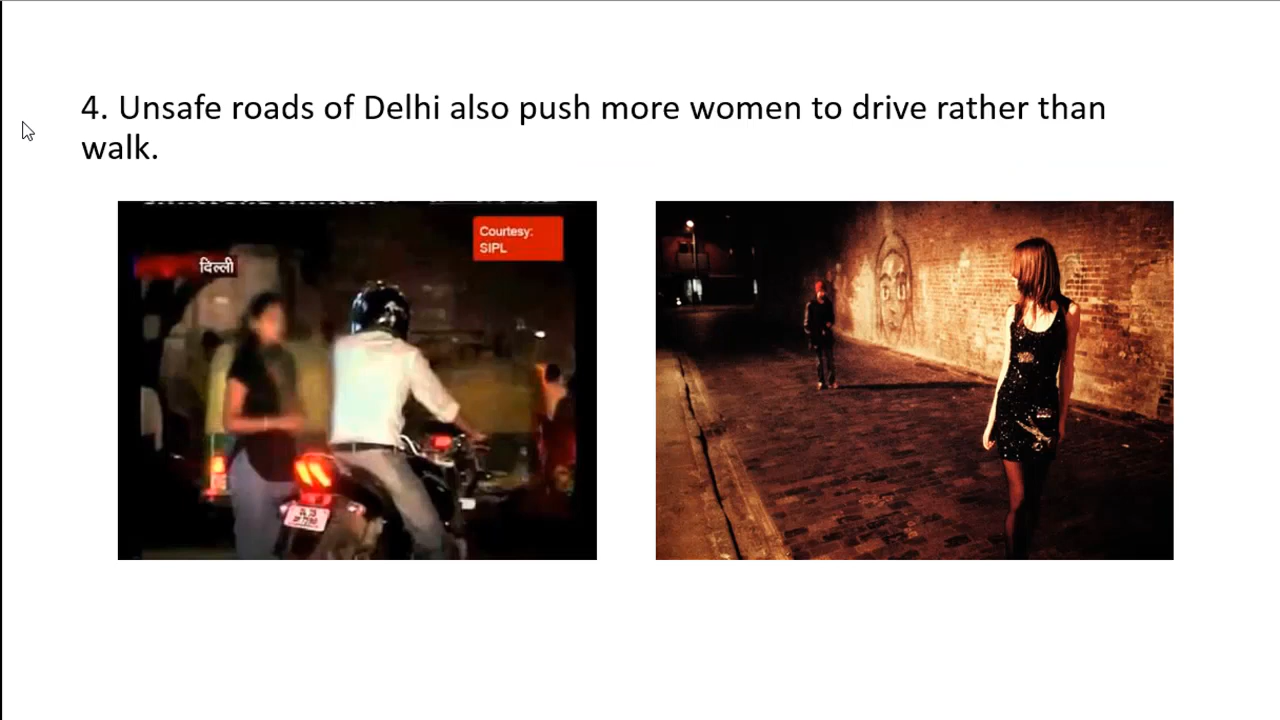 4. Unsafe roads of Delhi also push more women to drive rather than
walk.
Courtesy:
SIPL
दिल्ली